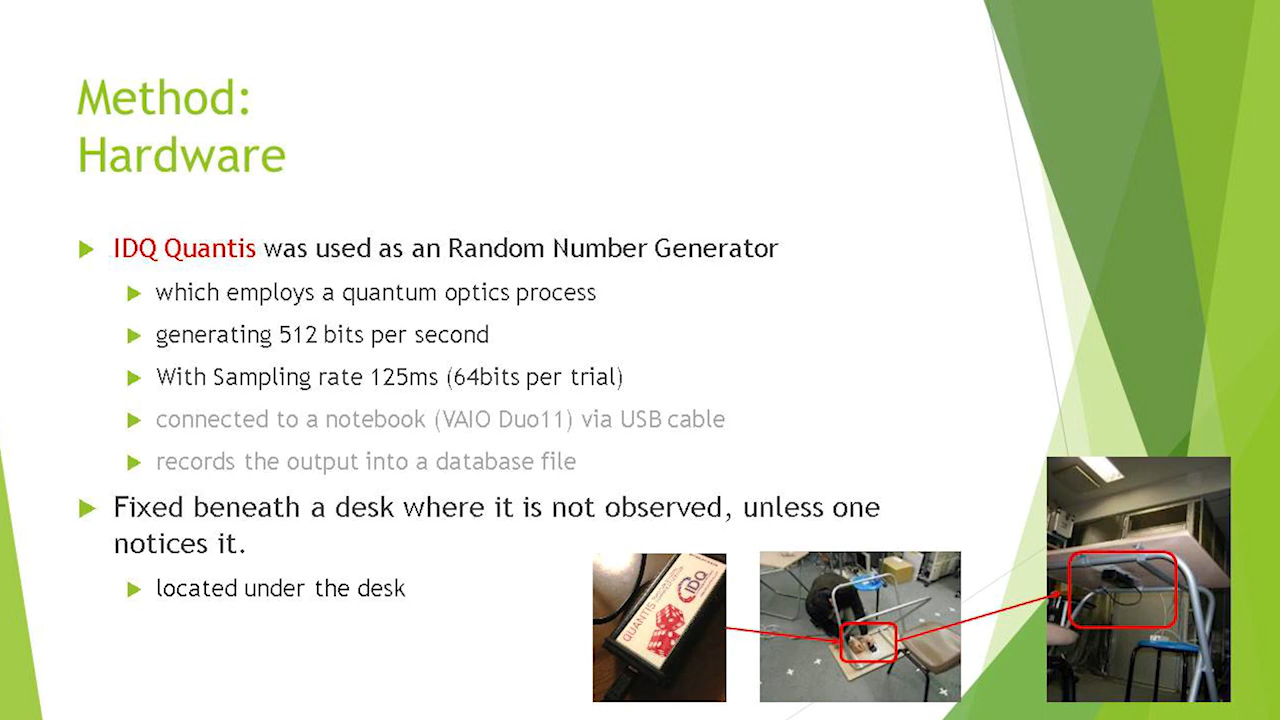 Method:
Hardware
IDQ Quantis was used as an Random Number Generator
which employs a quantum optics process
generating 512 bits per second
With Sampling rate 125ms (64bits per trial)
connected to a notebook (VAIO Duo11) via USB cable
records the output into a database file
Fixed beneath a desk where it is not observed, unless one
notices it.
located under the desk
QUANTIS
IDQ